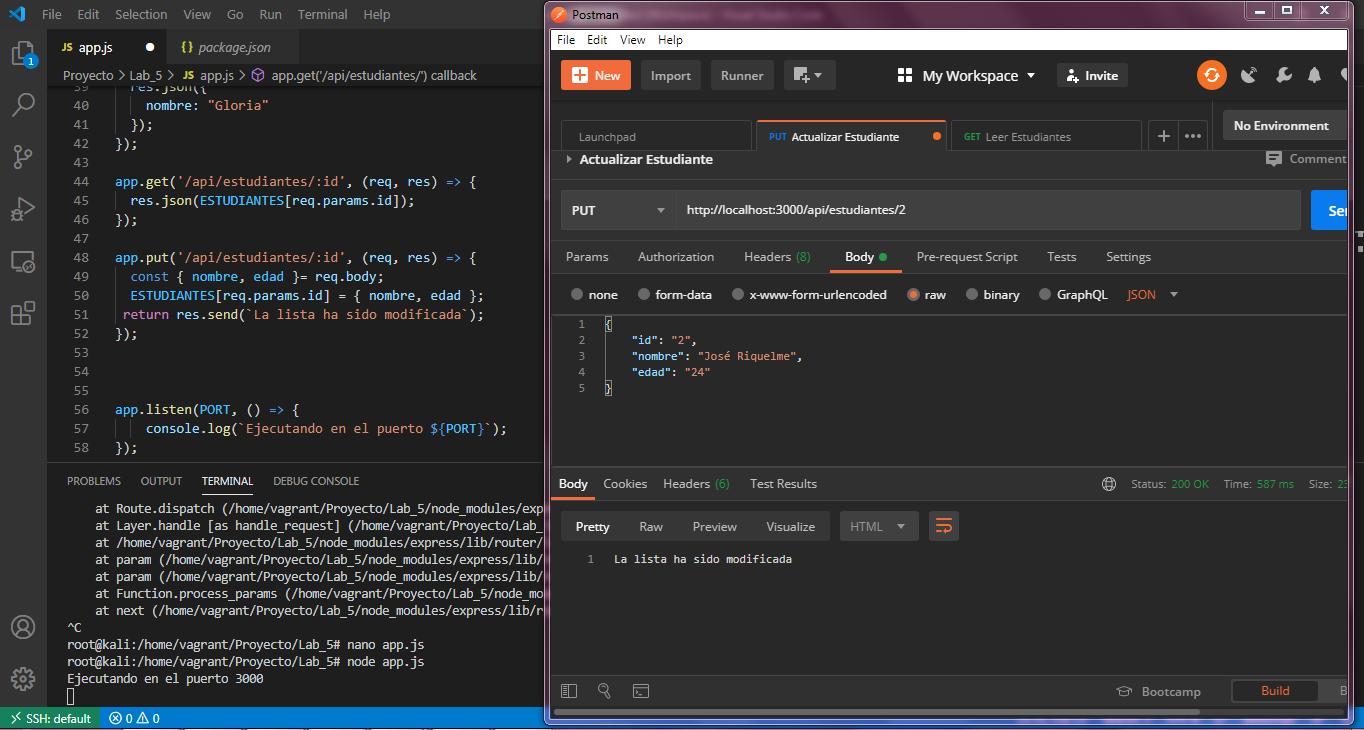 File Edit Selection View Go Run Terminal Help
JS app.js ● {} package.json
1
Proyecto > Lab_5 > JS app.js > app.get('/api/estudiantes/') callback
39 res.json({
40 nombre: "Gloria"
41 });
42 });
43
44 app.get('/api/estudiantes/:id', (req, res) => {
45 res.json(ESTUDIANTES[req.params.id]);
46 });
47
48 app.put('/api/estudiantes/:id', (req, res) => {
49 const { nombre, edad }= req.body;
50 ESTUDIANTES[req.params.id] = { nombre, edad };
51 return res.send(`La lista ha sido modificada`);
52 });
53
54
55
56 app.listen(PORT, () => {
57 console.log(`Ejecutando en el puerto ${PORT}`);
58 });
PROBLEMS OUTPUT TERMINAL DEBUG CONSOLE
at Route.dispatch (/home/vagrant/Proyecto/Lab_5/node_modules/exp
at Layer.handle [as handle_request] (/home/vagrant/Proyecto/Lab_
at /home/vagrant/Proyecto/Lab_5/node_modules/express/lib/router/
at param (/home/vagrant/Proyecto/Lab_5/node_modules/express/lib/
at param (/home/vagrant/Proyecto/Lab_5/node_modules/express/lib/
at Function.process_params (/home/vagrant/Proyecto/Lab_5/node_mo
at next (/home/vagrant/Proyecto/Lab_5/node_modules/express/lib/r
^C
root@kali:/home/vagrant/Proyecto/Lab_5# nano app.js
root@kali:/home/vagrant/Proyecto/Lab_5# node app.js
Ejecutando en el puerto 3000
SSH: default 0 0
Postman
File Edit View Help
New Import Runner My Workspace Invite
Launchpad PUT Actualizar Estudiante GET Leer Estudiantes + ••• No Environment
Actualizar Estudiante Comment
PUT http://localhost:3000/api/estudiantes/2 Se
Params Authorization Headers (8) Body Pre-request Script Tests Settings
none form-data x-www-form-urlencoded raw binary GraphQL JSON
1 {
2 "id": "2",
3 "nombre": "José Riquelme",
4 "edad": "24"
5 }
Body Cookies Headers (6) Test Results Status: 200 OK Time: 587 ms Size: 23
Pretty Raw Preview Visualize HTML
1 La lista ha sido modificada
Bootcamp Build B